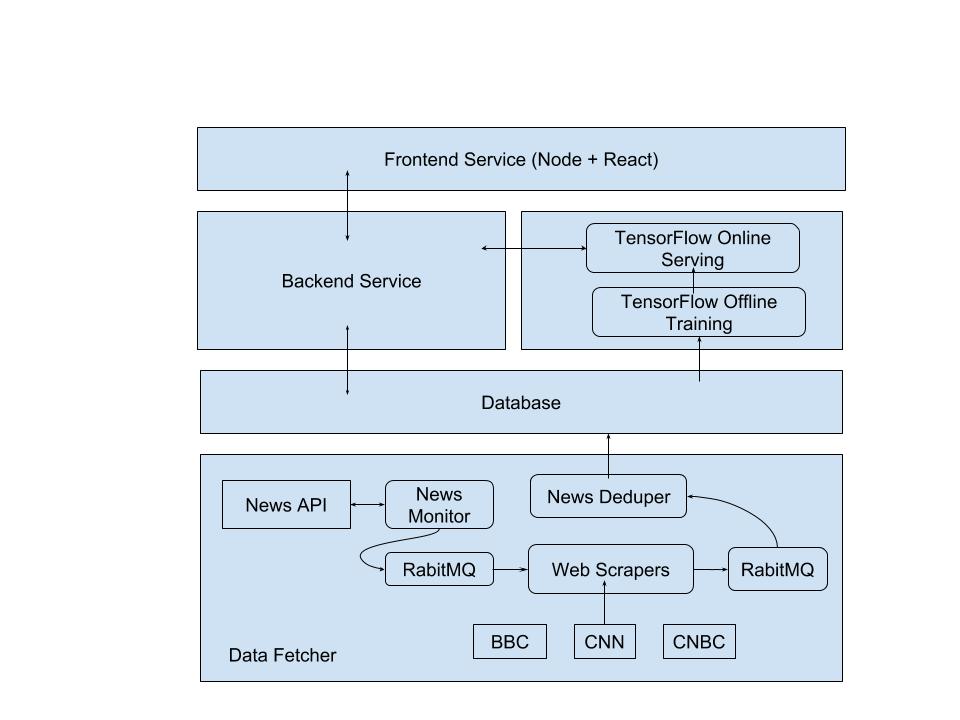 Frontend Service (Node + React)
TensorFlow Online
Serving
Backend Service
TensorFlow Offline
Training
Database
News API
News
Monitor
News Deduper
RabitMQ
Web Scrapers
RabitMQ
BBC
CNN
CNBC
Data Fetcher